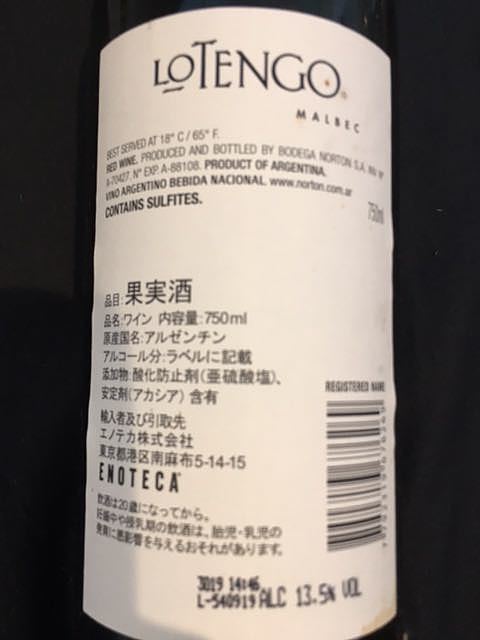 LOTENGO
MALBEC
BEST SERVED AT 18° C / 65° F.
RED WINE. PRODUCED AND BOTTLED BY BODEGA NORTON S.A. INV Nº
A-70427. Nº EXP. A-88108. PRODUCT OF ARGENTINA.
VINO ARGENTINO BEBIDA NACIONAL. www.norton.com.ar
CONTAINS SULFITES.
750ml
品目:果実酒
品名:ワイン 内容量:750ml
原産国名:アルゼンチン
アルコール分:ラベルに記載
添加物:酸化防止剤(亜硫酸塩)、
安定剤(アカシア)含有
輸入者及び引取先
エノテカ株式会社
東京都港区南麻布5-14-15
ENOTECA
飲酒は20歳になってから。
妊娠中や授乳期の飲酒は、胎児・乳児の
発育に悪影響を与えるおそれがあります。
REGISTERED NAME
3019 14:46
L-540919 ALC 13.5% VOL